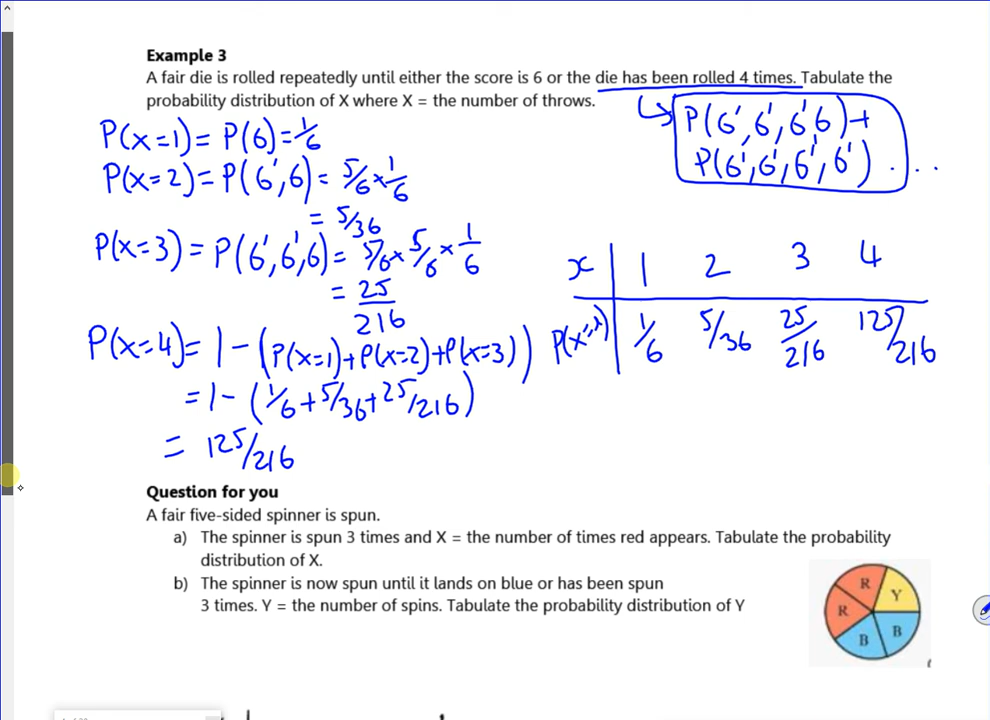 Example 3
A fair die is rolled repeatedly until either the score is 6 or the die has been rolled 4 times. Tabulate the
probability distribution of X where X = the number of throws.
P(6',6',6'6)+
P(6',6',6',6') ...
P(x=1)= P(6)=1/6
P(x=2)= P(6',6)= 5/6×1/6
= 5/36
P(x=3) = P(6',6',6)= 5/6×5/6×1/6
= 25/216
P(x=4)= 1-(P(x=1)+P(x=2)+P(x=3))
=1-(1/6+5/36+25/216)
= 125/216
x 1 2 3 4
P(X=x) 1/6 5/36 25/216 125/216
Question for you
A fair five-sided spinner is spun.
a) The spinner is spun 3 times and X = the number of times red appears. Tabulate the probability
distribution of X.
b) The spinner is now spun until it lands on blue or has been spun
3 times. Y = the number of spins. Tabulate the probability distribution of Y
R
Y
R
B
B